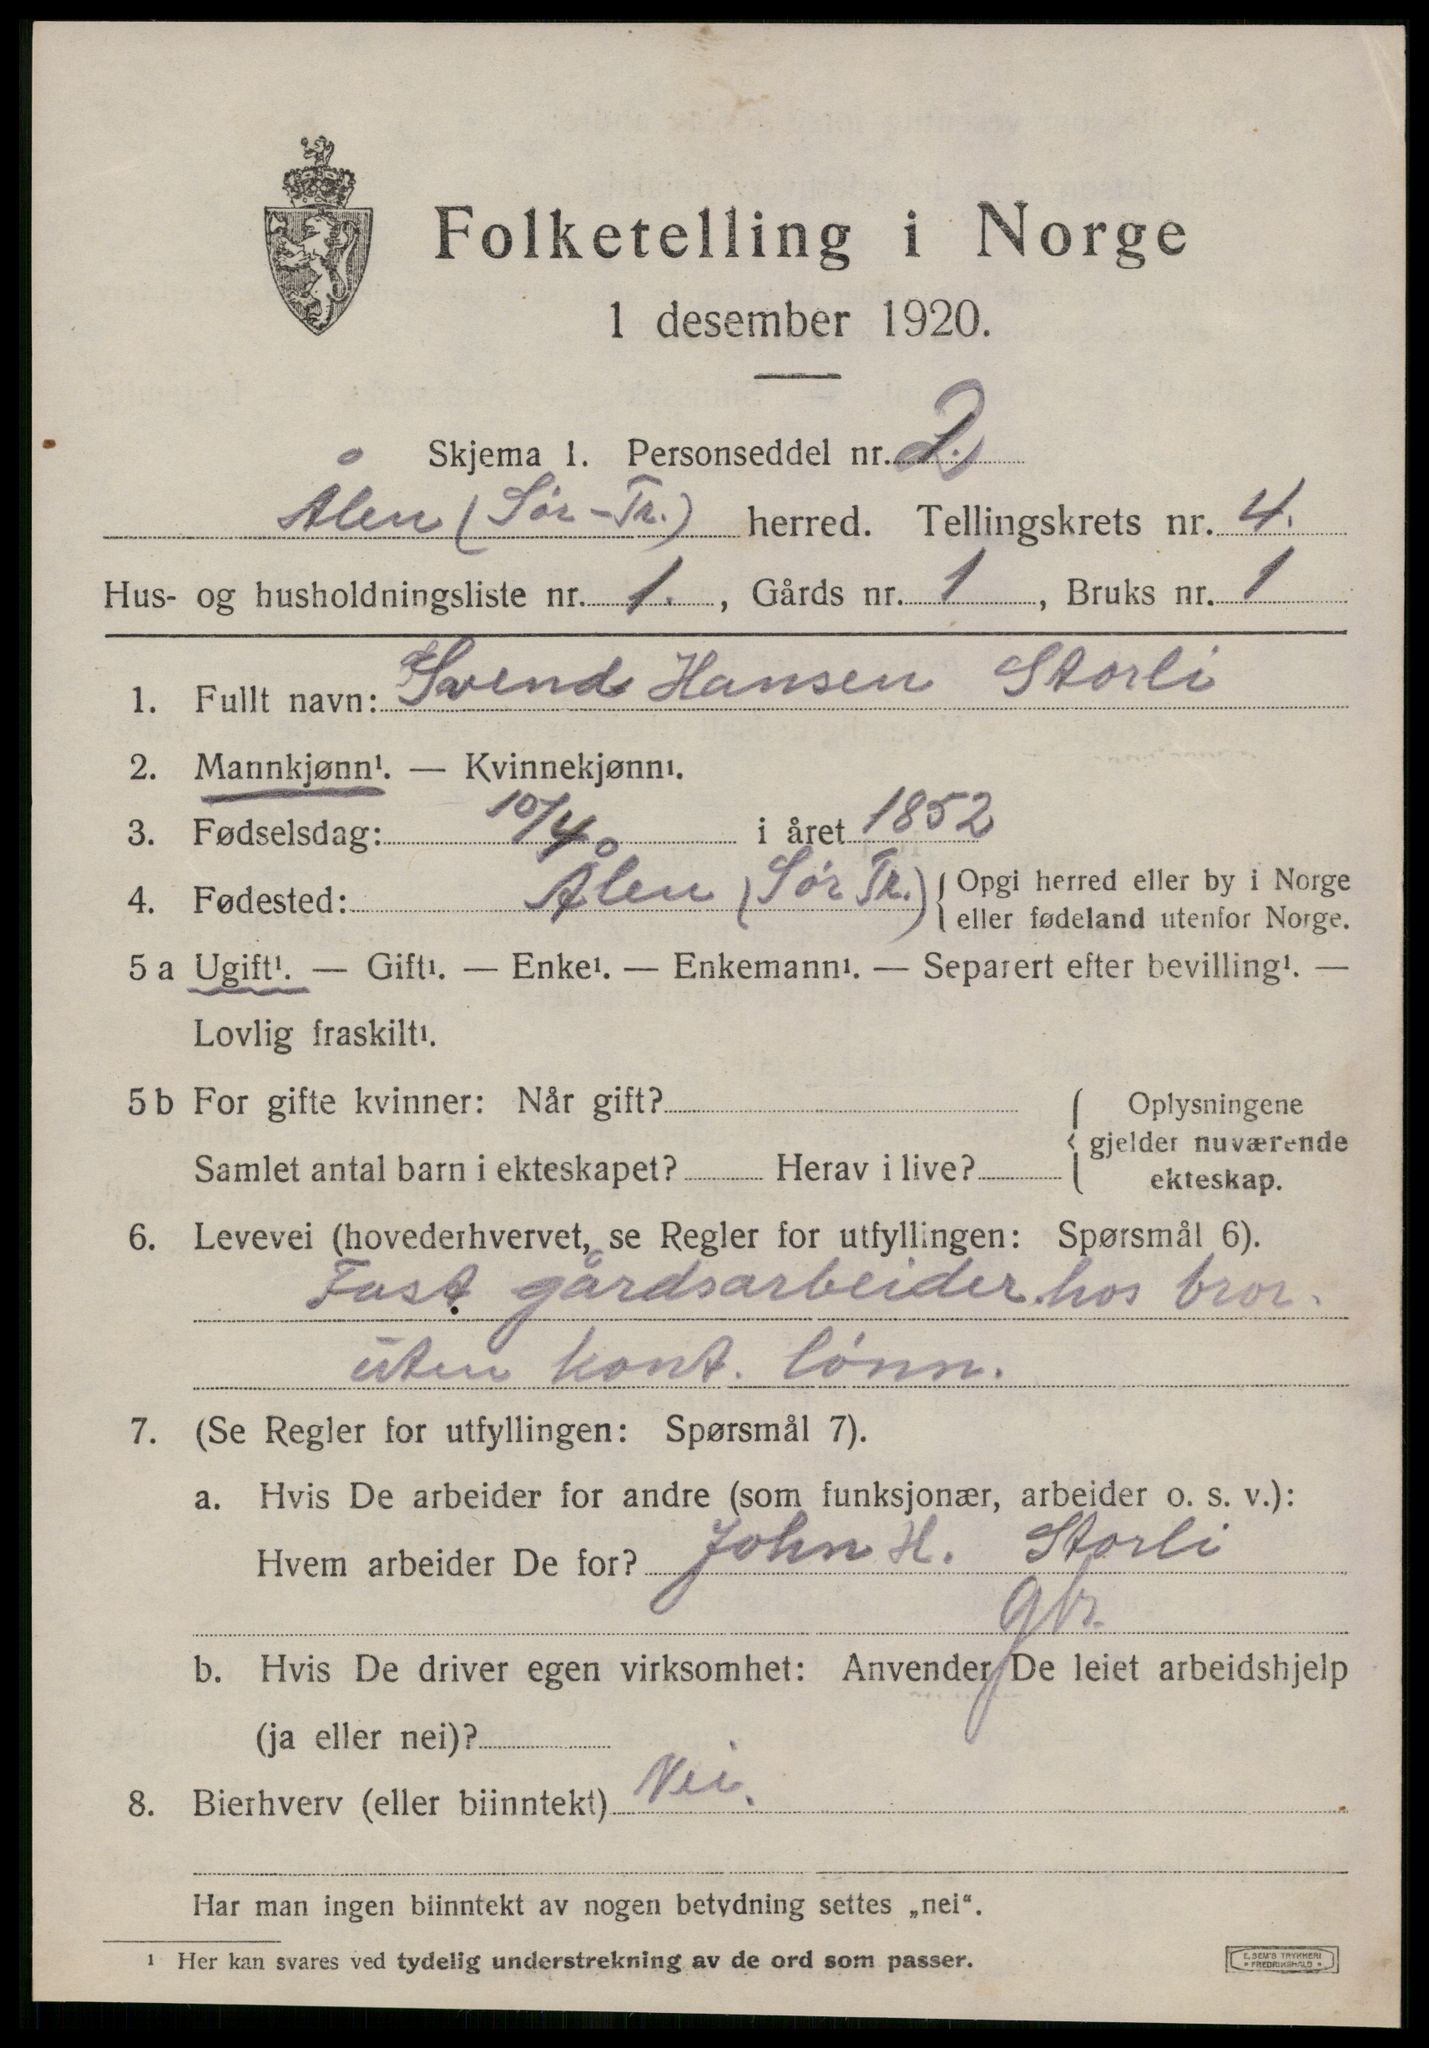 Folketelling i Norge
1 desember 1920.
Skjema 1. Personseddel nr. 2.
Ålen (Sør-Tr.) herred. Tellingskrets nr. 4.
Hus- og husholdningsliste nr. 1., Gårds nr. 1, Bruks nr. 1
1. Fullt navn: Svend Hansen Storli
2. Mannkjønn¹. — Kvinnekjønn¹.
3. Fødselsdag: 10/4 i året 1852
4. Fødested: Ålen (Sør Tr.) { Opgi herred eller by i Norge
eller fødeland utenfor Norge.
5 a Ugift¹. — Gift¹. — Enke¹. — Enkemann¹. — Separert efter bevilling¹. —
Lovlig fraskilt¹.
5 b For gifte kvinner: Når gift? { Oplysningene
gjelder nuværende
Samlet antal barn i ekteskapet? Herav i live? ekteskap.
6. Levevei (hovederhvervet, se Regler for utfyllingen: Spørsmål 6).
Fast gårdsarbeider hos bror.
uten kont. lønn.
7. (Se Regler for utfyllingen: Spørsmål 7).
a. Hvis De arbeider for andre (som funksjonær, arbeider o. s. v.):
Hvem arbeider De for? John H. Storli
gbr.
b. Hvis De driver egen virksomhet: Anvender De leiet arbeidshjelp
(ja eller nei)?
8. Bierhverv (eller biinntekt) Nei.
Har man ingen biinntekt av nogen betydning settes „nei“.
¹ Her kan svares ved tydelig understrekning av de ord som passer.
E. SEM'S TRYKKERI
* FREDRIKSHALD *